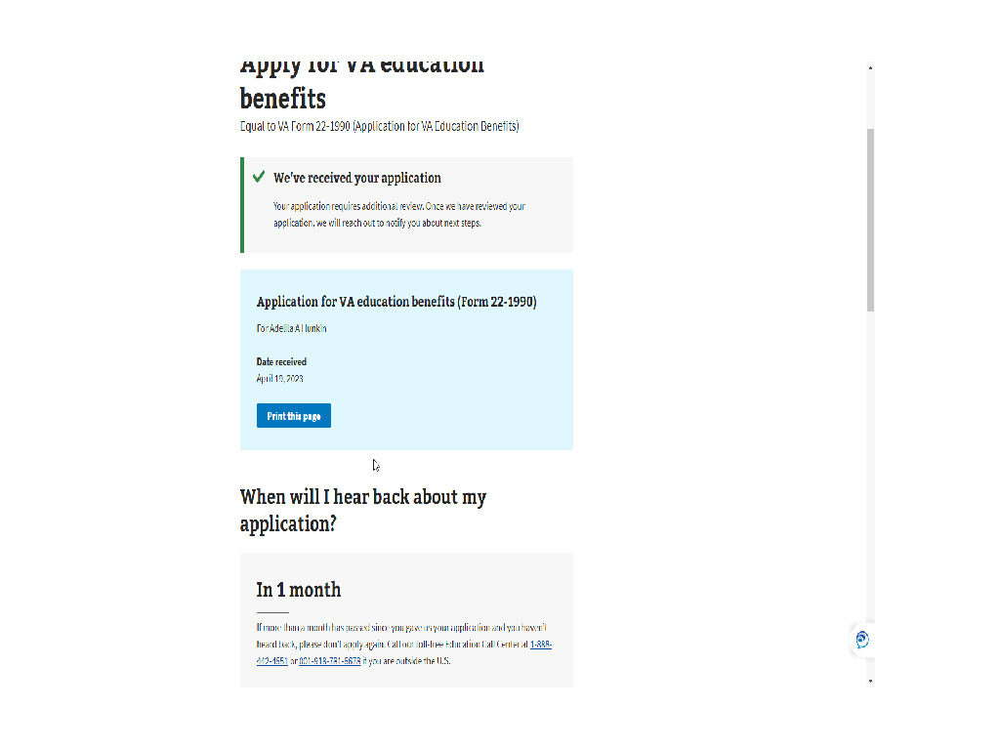 Apply for VA education
benefits
Equal to VA Form 22-1990 (Application for VA Education Benefits)
We've received your application
Your application requires additional review. Once we have reviewed your
application, we will reach out to notify you about next steps.
Application for VA education benefits (Form 22-1990)
For A
Date received
April 19, 2023
Print this page
When will I hear back about my
application?
In 1 month
If more than a month has passed since you gave us your application and you haven't
heard back, please don't apply again. Call our toll-free Education Call Center at 1-888-
442-4551 or 001-918-781-5678 if you are outside the U.S.